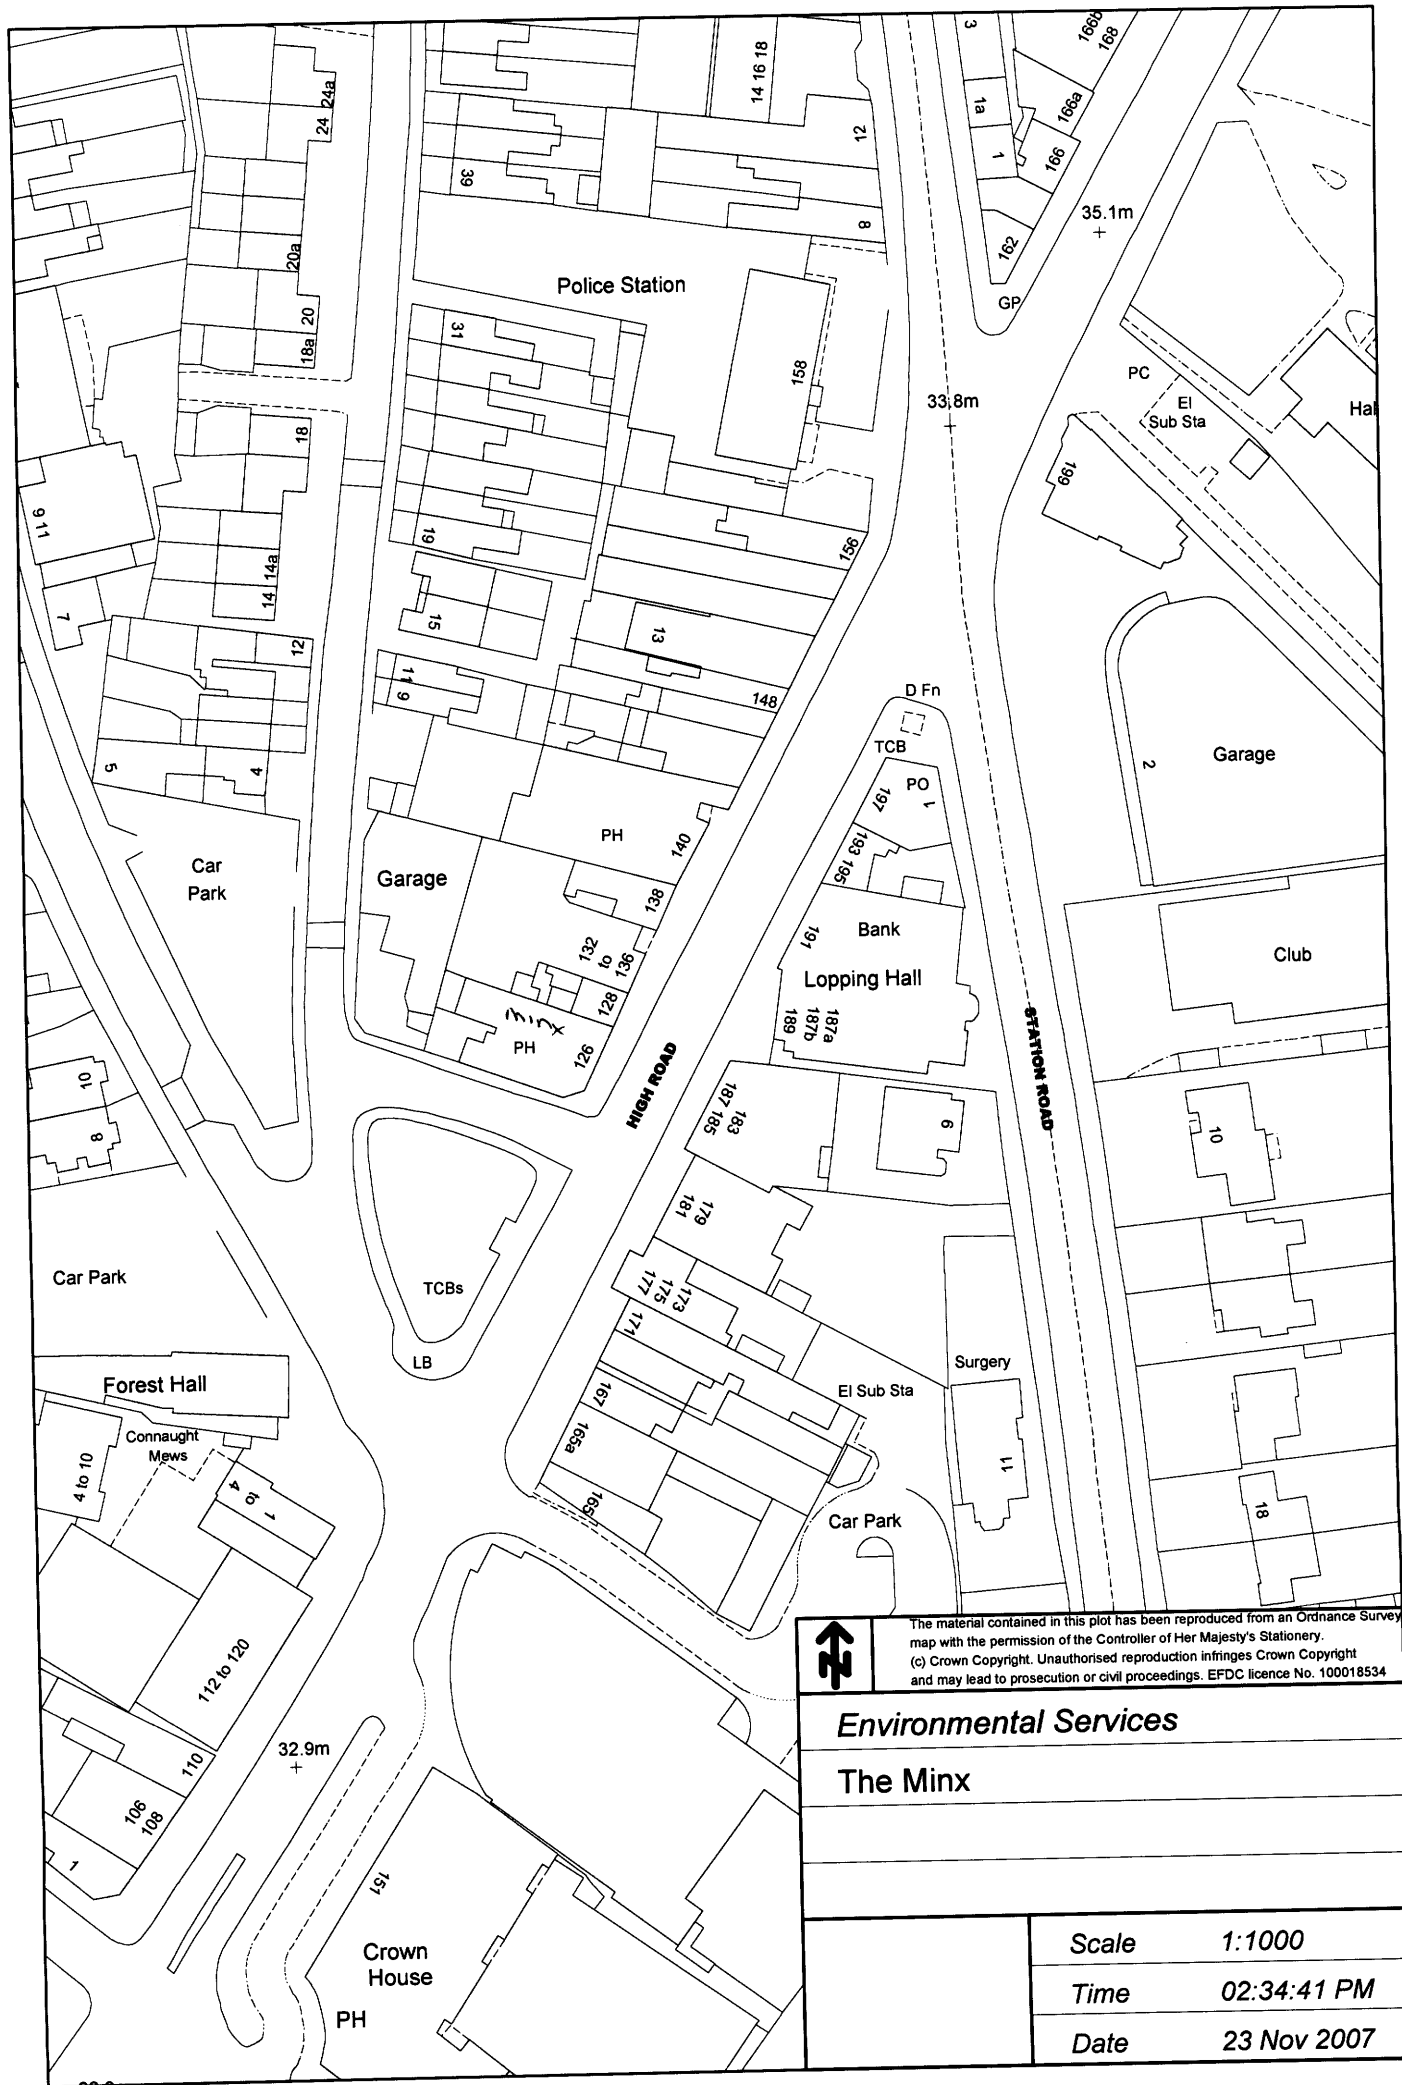 3
166b
168
24a
24
14 16 18
12
1a
1
166a
166
39
8
162
35.1m
20a
GP
Police Station
20
18a
31
158
33.8m
PC
El
Sub Sta
Hal
18
199
9 11
19
156
14a
14
7
15
13
12
11
9
148
D Fn
TCB
PO
197
1
2
Garage
5
4
PH
140
193 195
Car
Park
Garage
138
191
Bank
132
to
136
Lopping Hall
Club
128
189
187b
187a
PH
126
HIGH ROAD
STATION ROAD
10
8
187 185
183
6
10
181
179
Car Park
TCBs
177
175
173
171
LB
Surgery
Forest Hall
167
El Sub Sta
Connaught
Mews
165a
4 to 10
4
to
1
165
11
18
Car Park
112 to 120
110
32.9m
106
108
1
151
Crown
House
PH
N
The material contained in this plot has been reproduced from an Ordnance Survey
map with the permission of the Controller of Her Majesty's Stationery.
(c) Crown Copyright. Unauthorised reproduction infringes Crown Copyright
and may lead to prosecution or civil proceedings. EFDC licence No. 100018534
Environmental Services
The Minx
Scale 1:1000
Time 02:34:41 PM
Date 23 Nov 2007